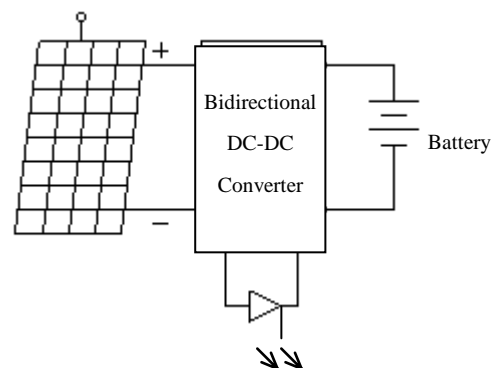 +
Bidirectional
DC-DC
Converter
Battery
−